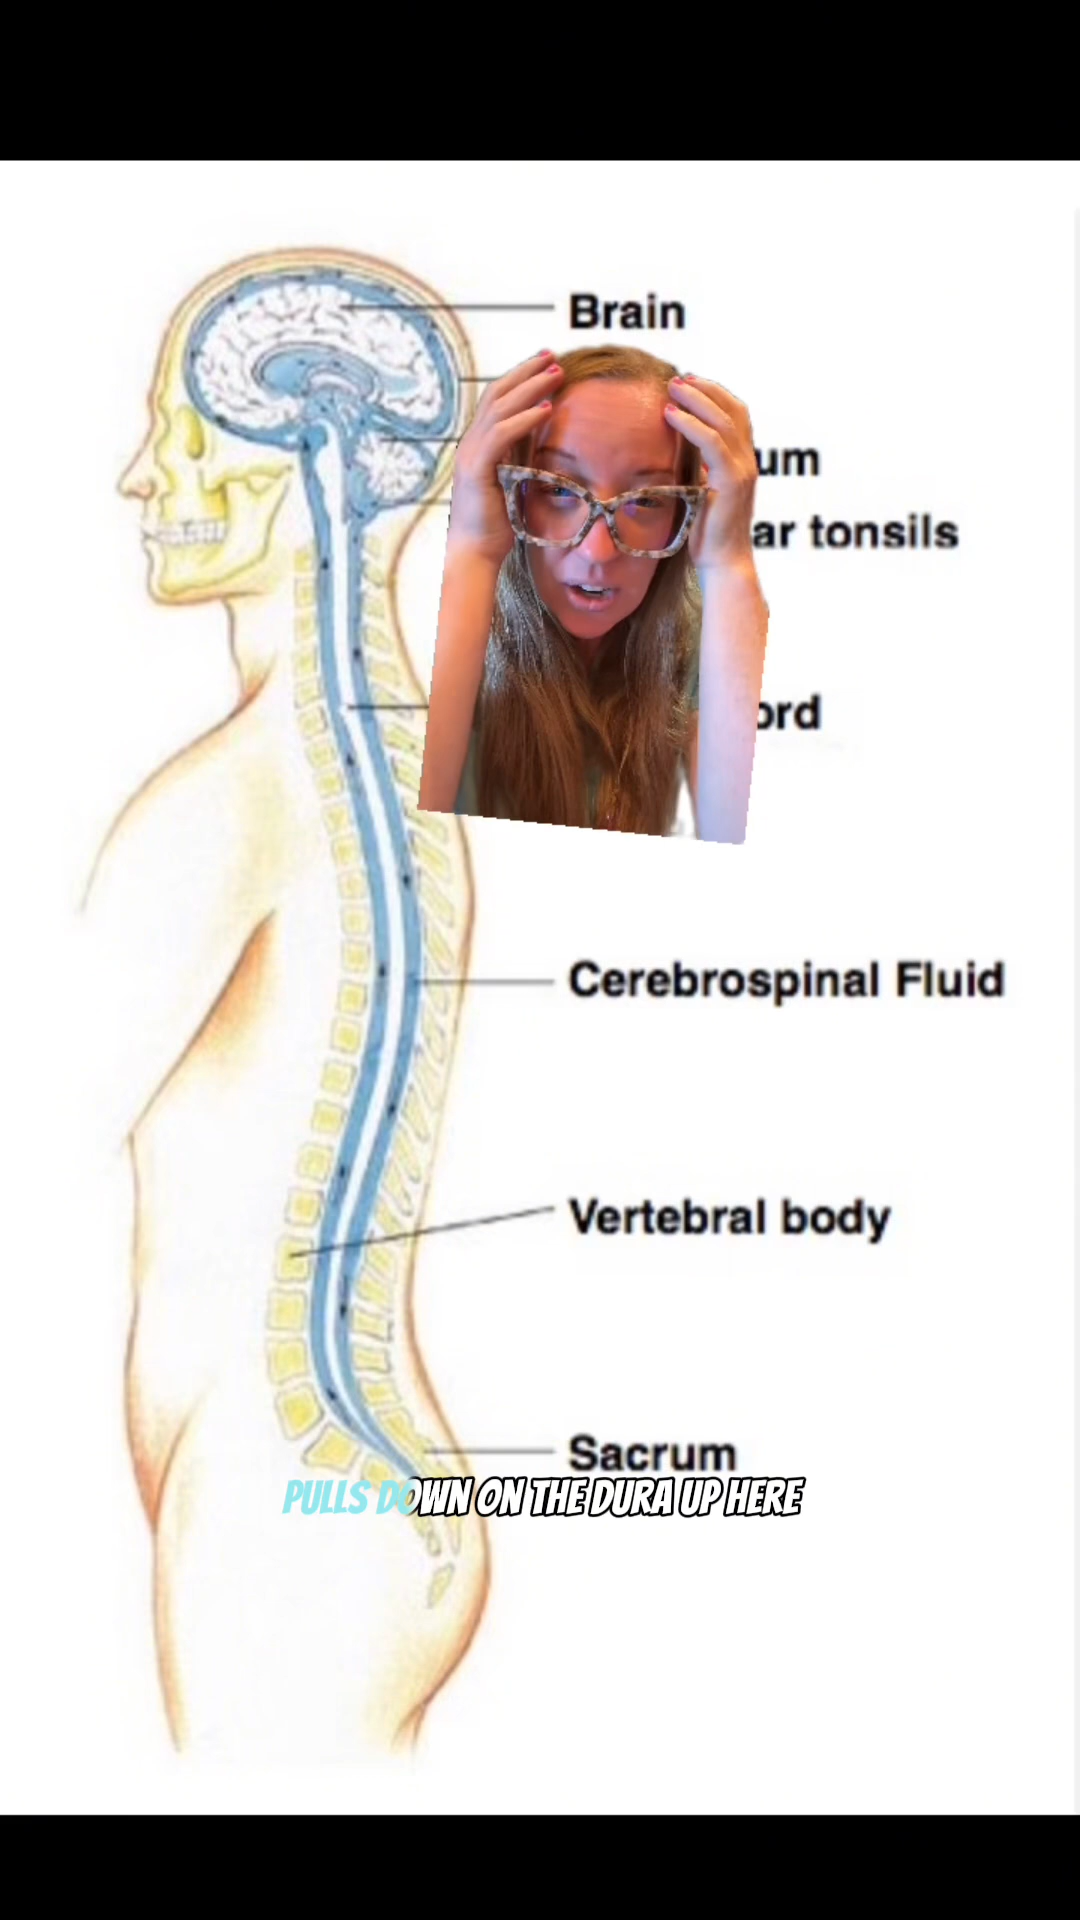 Brain
um
ar tonsils
ord
Cerebrospinal Fluid
Vertebral body
Sacrum
PULLS DOWN ON THE DURA UP HERE